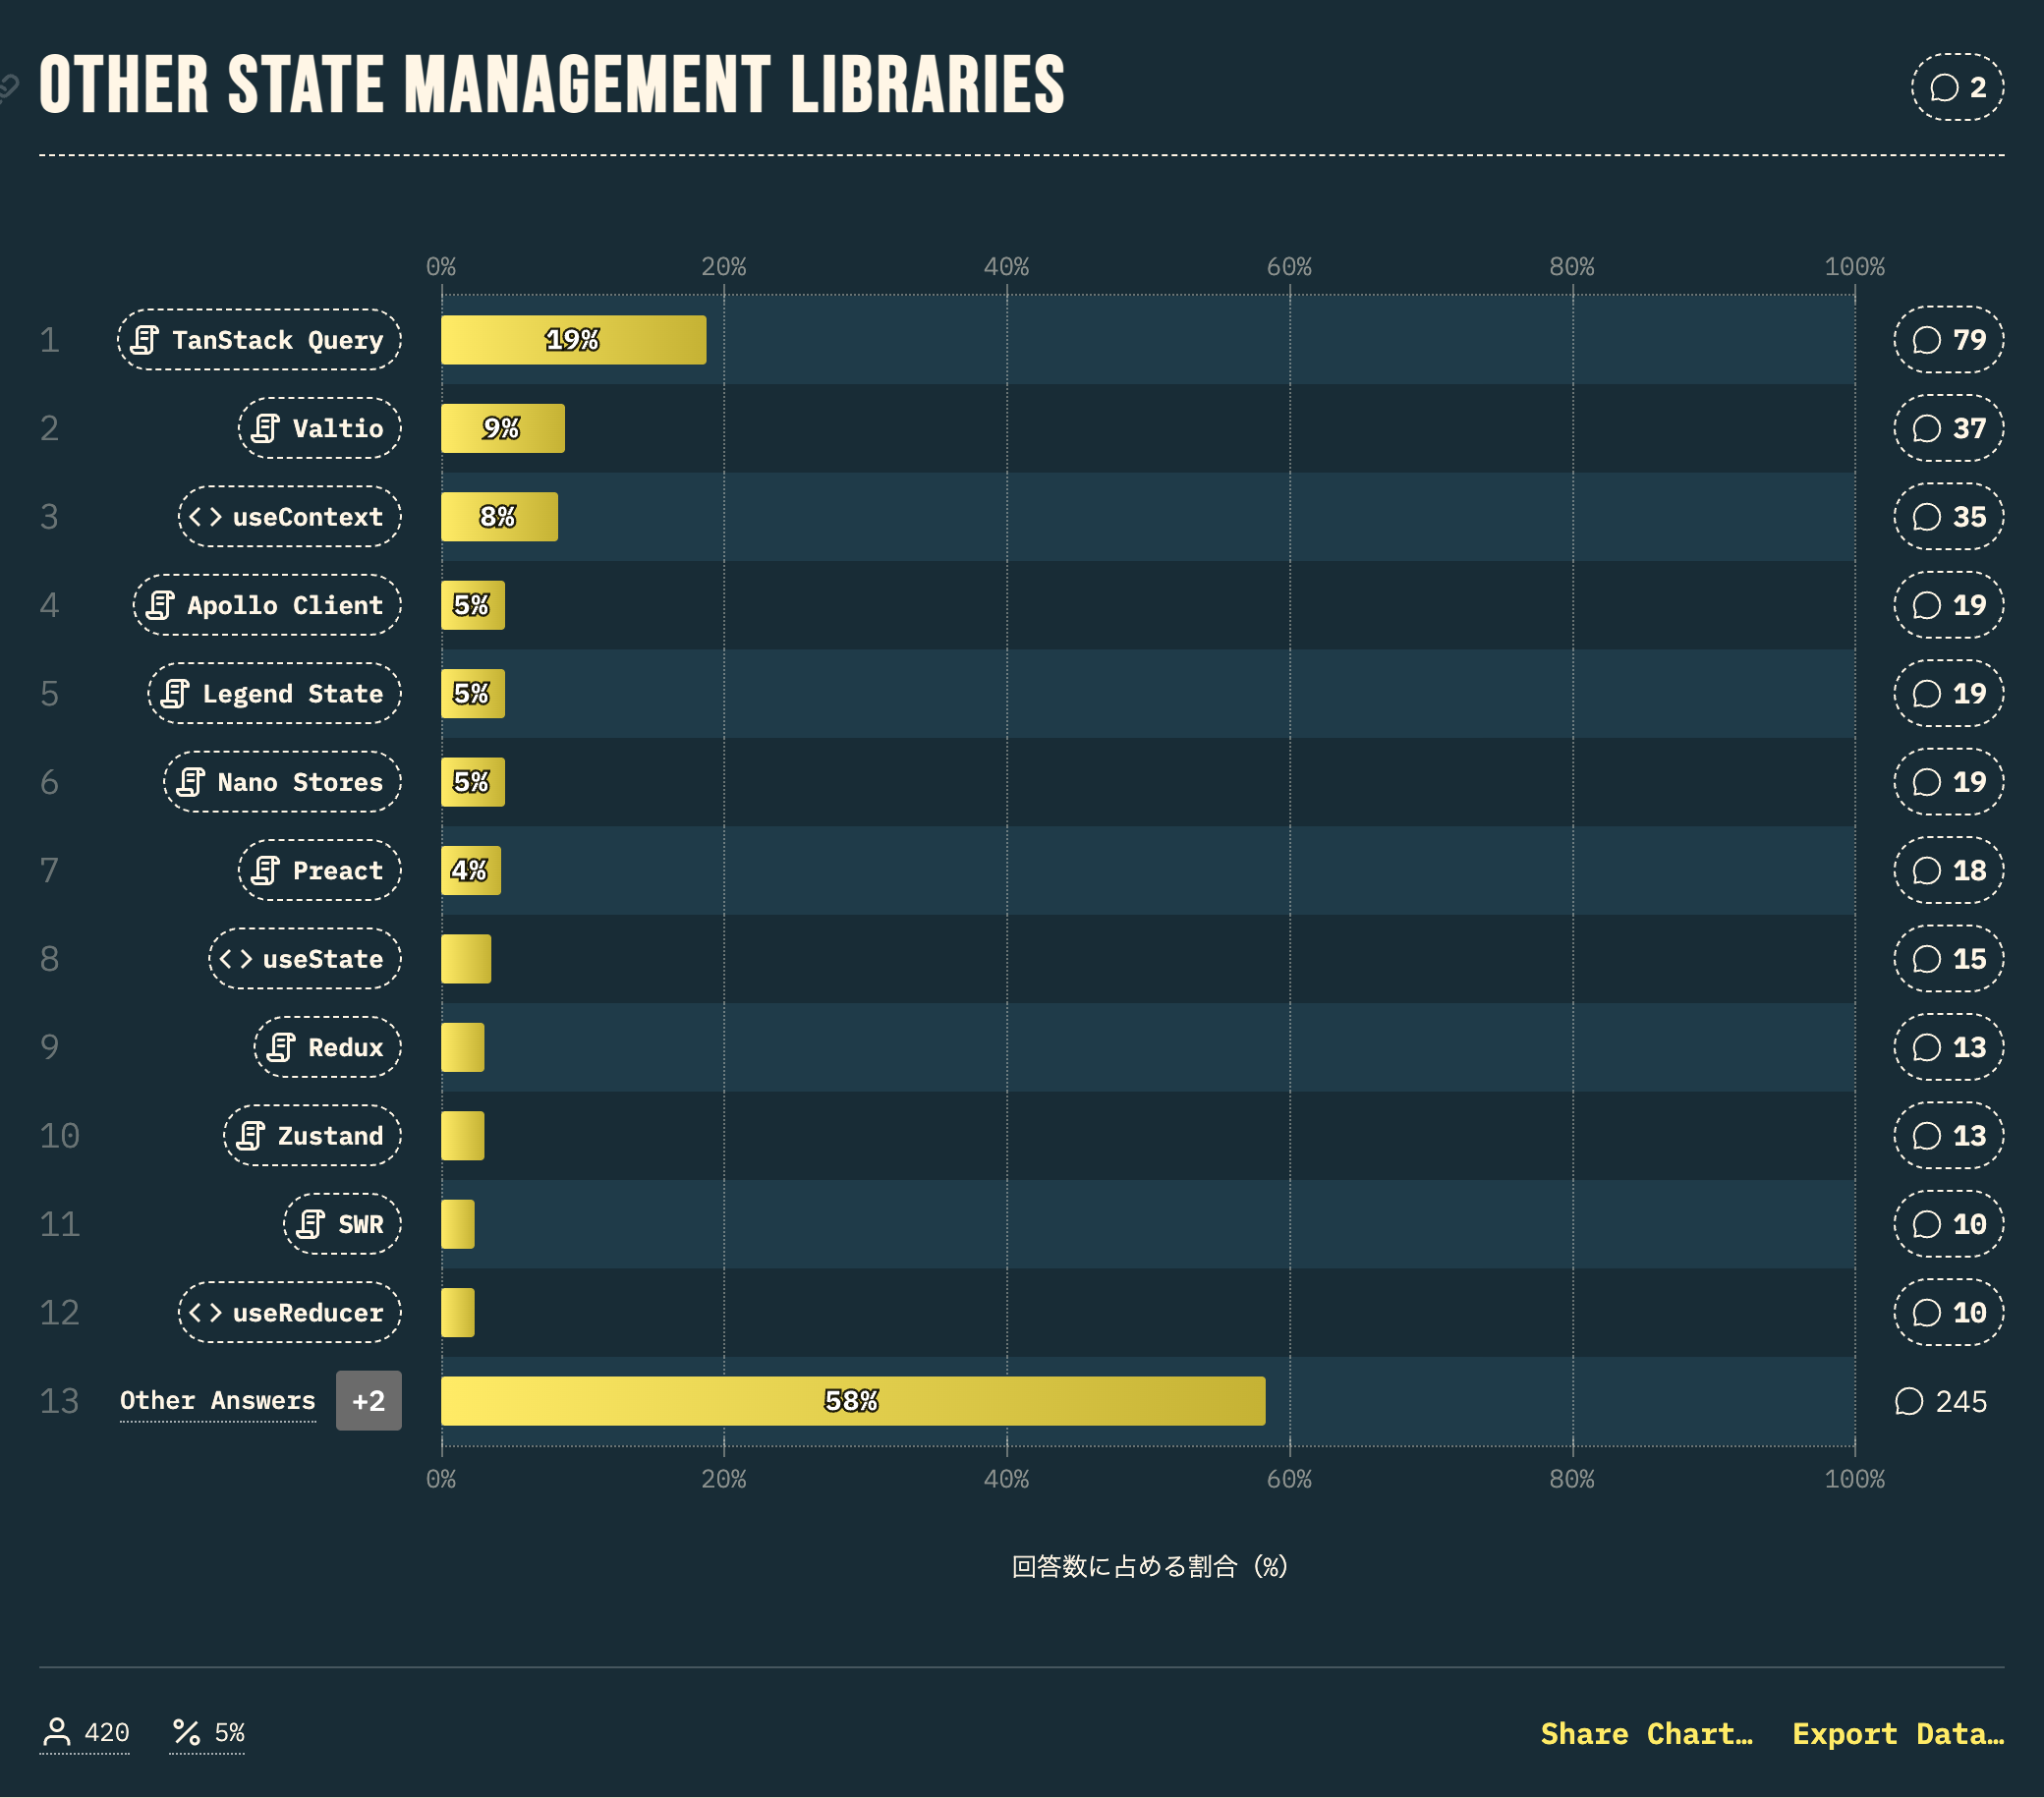 OTHER STATE MANAGEMENT LIBRARIES
2
0% 20% 40% 60% 80% 100%
1 TanStack Query 19% 79
2 Valtio 9% 37
3 useContext 8% 35
4 Apollo Client 5% 19
5 Legend State 5% 19
6 Nano Stores 5% 19
7 Preact 4% 18
8 useState 15
9 Redux 13
10 Zustand 13
11 SWR 10
12 useReducer 10
13 Other Answers +2 58% 245
0% 20% 40% 60% 80% 100%
回答数に占める割合 (%)
420 % 5% Share Chart… Export Data…